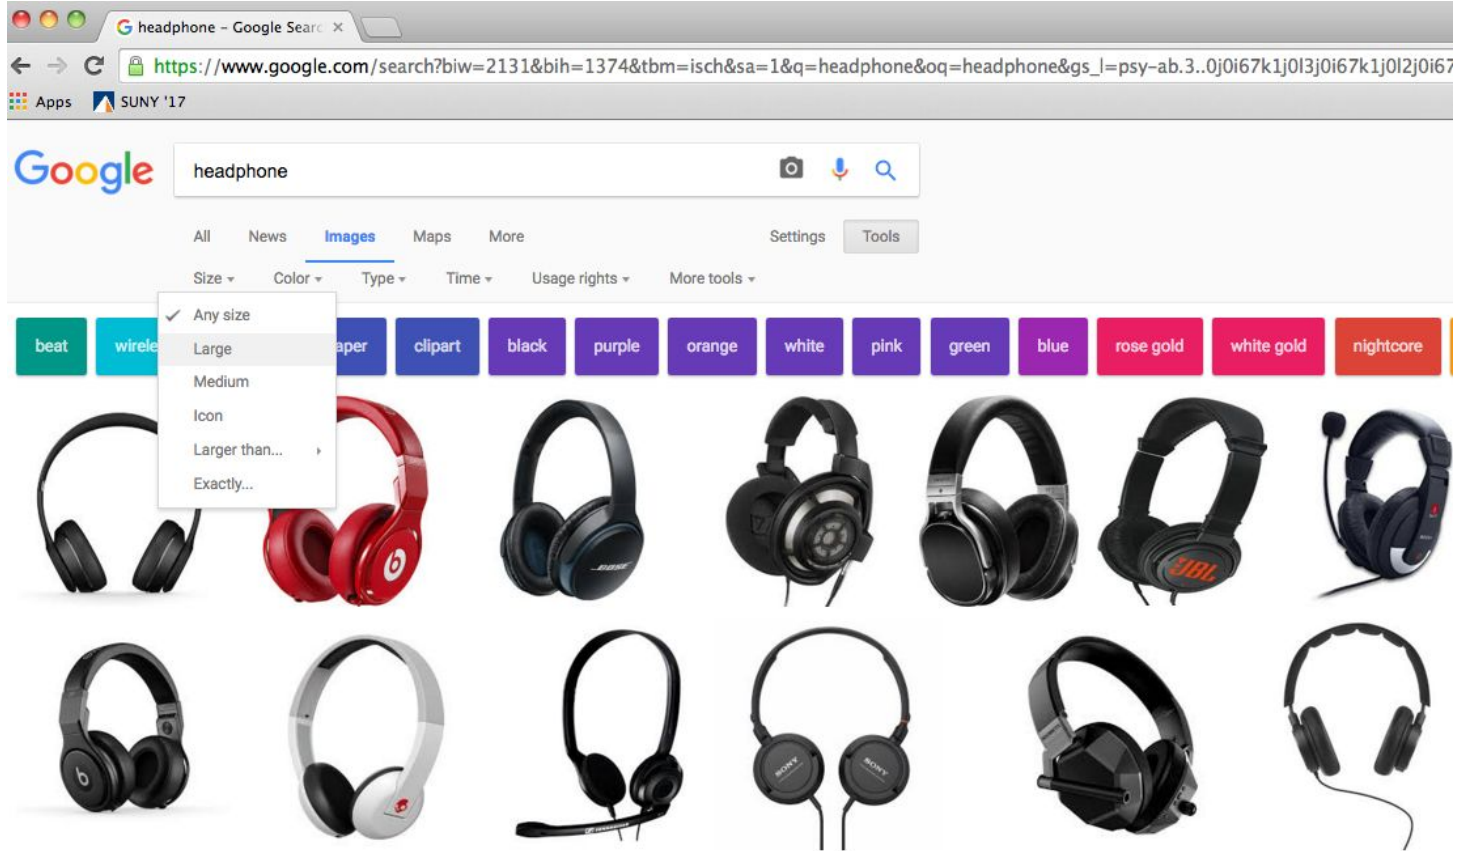 headphone - Google Searc
https://www.google.com/search?biw=2131&bih=1374&tbm=isch&sa=1&q=headphone&oq=headphone&gs_l=psy-ab.3..0j0i67k1j0l3j0i67k1j0l2j0i67
Apps SUNY '17
Google headphone
All News Images Maps More Settings Tools
Size Color Type Time Usage rights More tools
Any size
beat wirele aper clipart black purple orange white pink green blue rose gold white gold nightcore
Large
Medium
Icon
Larger than...
Exactly...
BOSE
JBL
SONY SONY